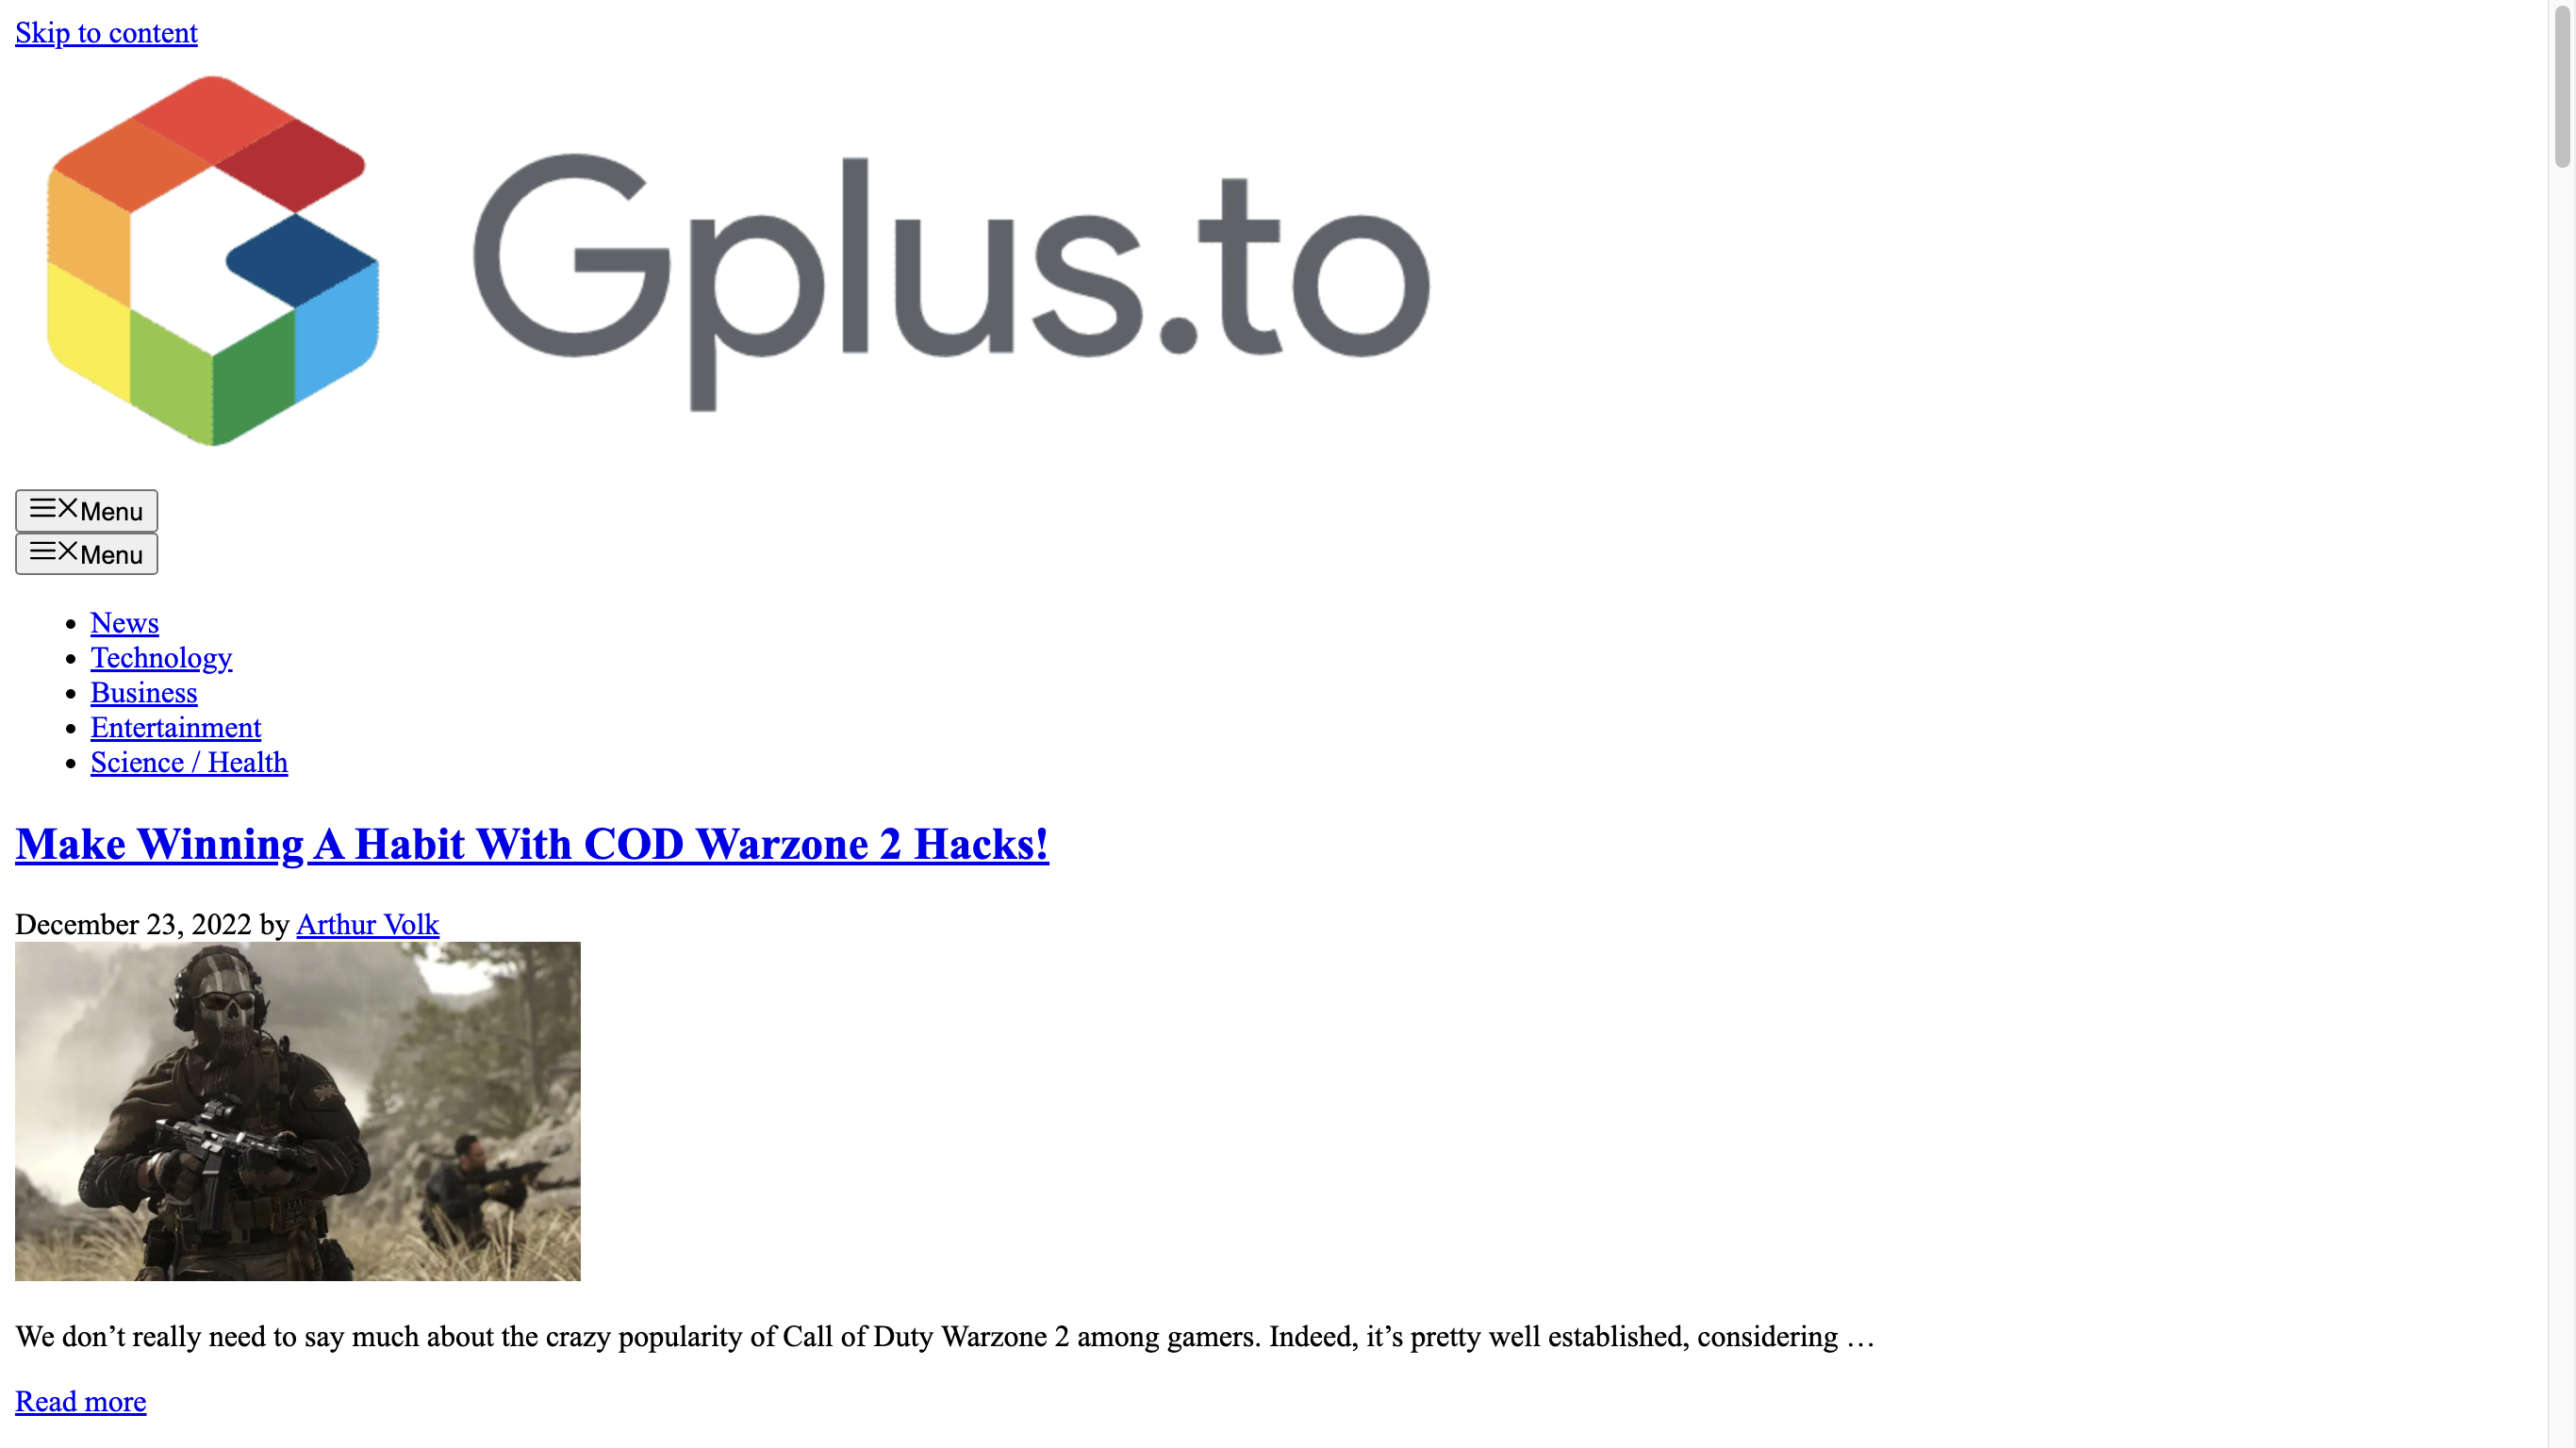 Skip to content
Gplus.to
Menu
Menu
News
Technology
Business
Entertainment
Science / Health
Make Winning A Habit With COD Warzone 2 Hacks!
December 23, 2022 by Arthur Volk
We don’t really need to say much about the crazy popularity of Call of Duty Warzone 2 among gamers. Indeed, it’s pretty well established, considering …
Read more